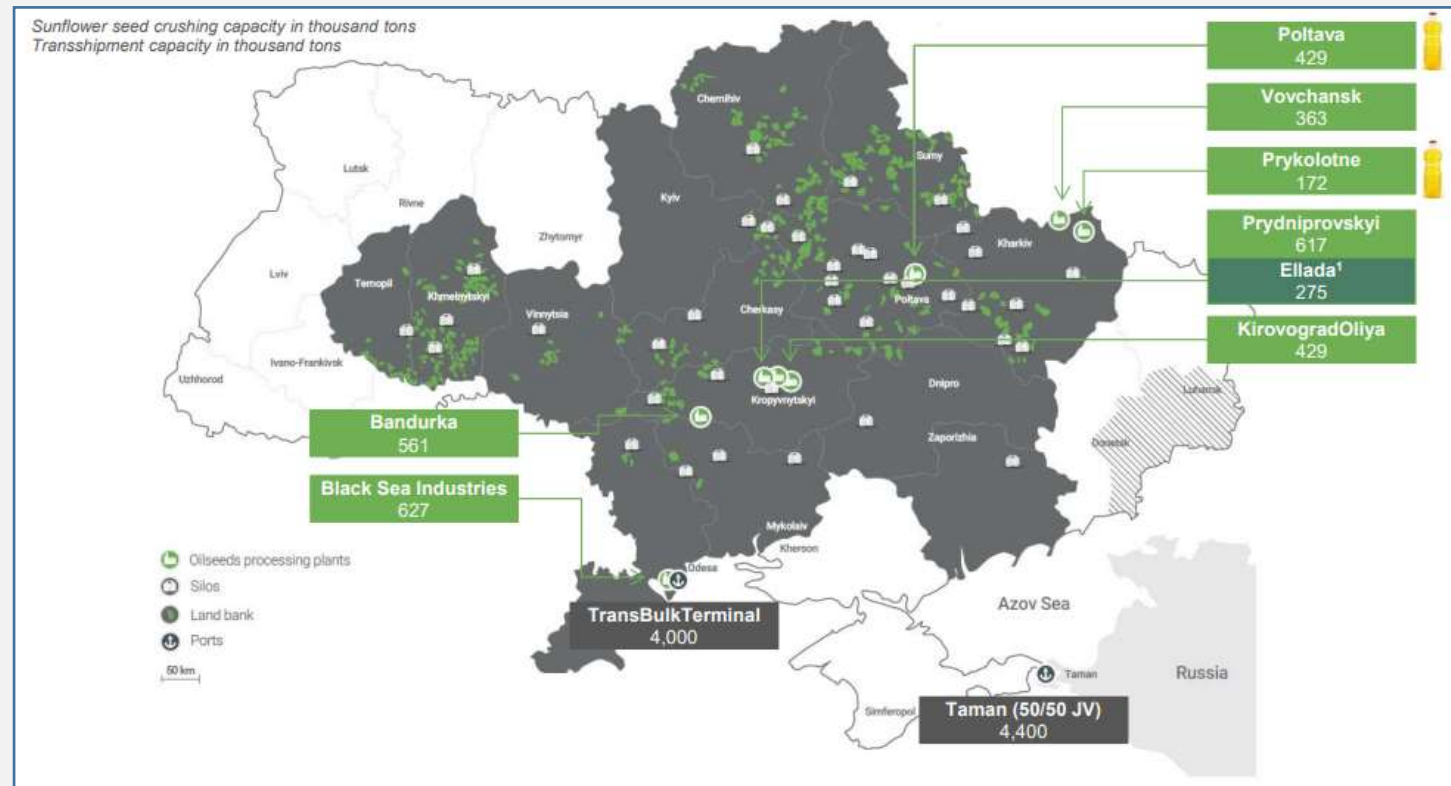 Sunflower seed crushing capacity in thousand tons
Transshipment capacity in thousand tons
Poltava
429
Vovchansk
363
Prykolotne
172
Prydniprovskyi
617
Ellada¹
275
KirovogradOliya
429
Bandurka
561
Black Sea Industries
627
TransBulkTerminal
4,000
Taman (50/50 JV)
4,400
Chernihiv
Sumy
Lutsk
Rivne
Kyiv
Zhytomyr
Kharkiv
Lviv
Ternopil
Khmelnytskyi
Vinnytsia
Cherkasy
Poltava
Ivano-Frankivsk
Uzhhorod
Kropyvnytskyi
Dnipro
Luhansk
Donetsk
Zaporizhia
Mykolaiv
Kherson
Odesa
Azov Sea
Taman
Russia
Simferopol
Oilseeds processing plants
Silos
Land bank
Ports
50 km